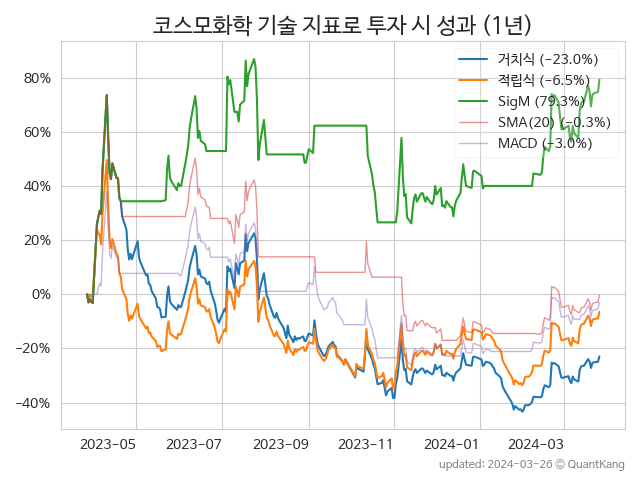 코스모화학 기술 지표로 투자 시 성과 (1년)
거치식 (−23.0%)
적립식 (−6.5%)
SigM (79.3%)
SMA(20) (−0.3%)
MACD (−3.0%)
80%
60%
40%
20%
0%
−20%
−40%
2023-05
2023-07
2023-09
2023-11
2024-01
2024-03
updated: 2024-03-26 © QuantKang